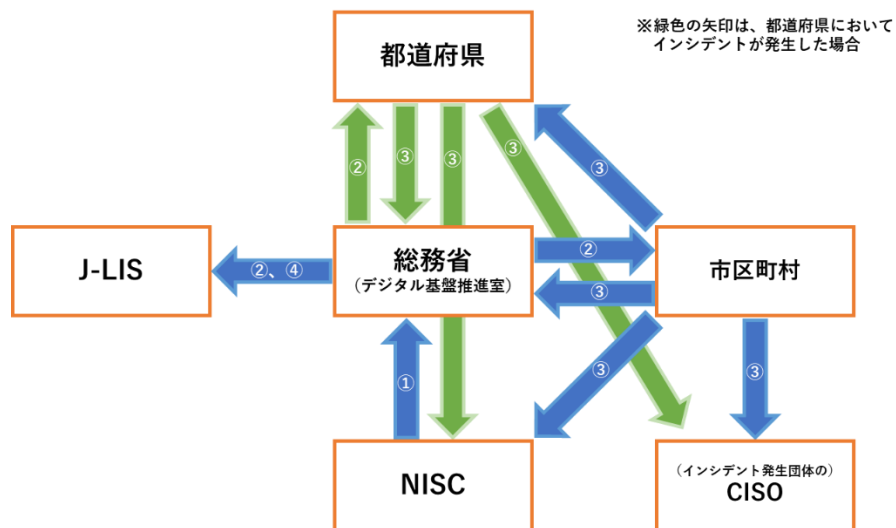 ※緑色の矢印は、都道府県において
インシデントが発生した場合
都道府県
②
③
③
③
③
J-LIS
②、④
総務省
（デジタル基盤推進室）
②
③
市区町村
①
③
③
NISC
（インシデント発生団体の）
CISO